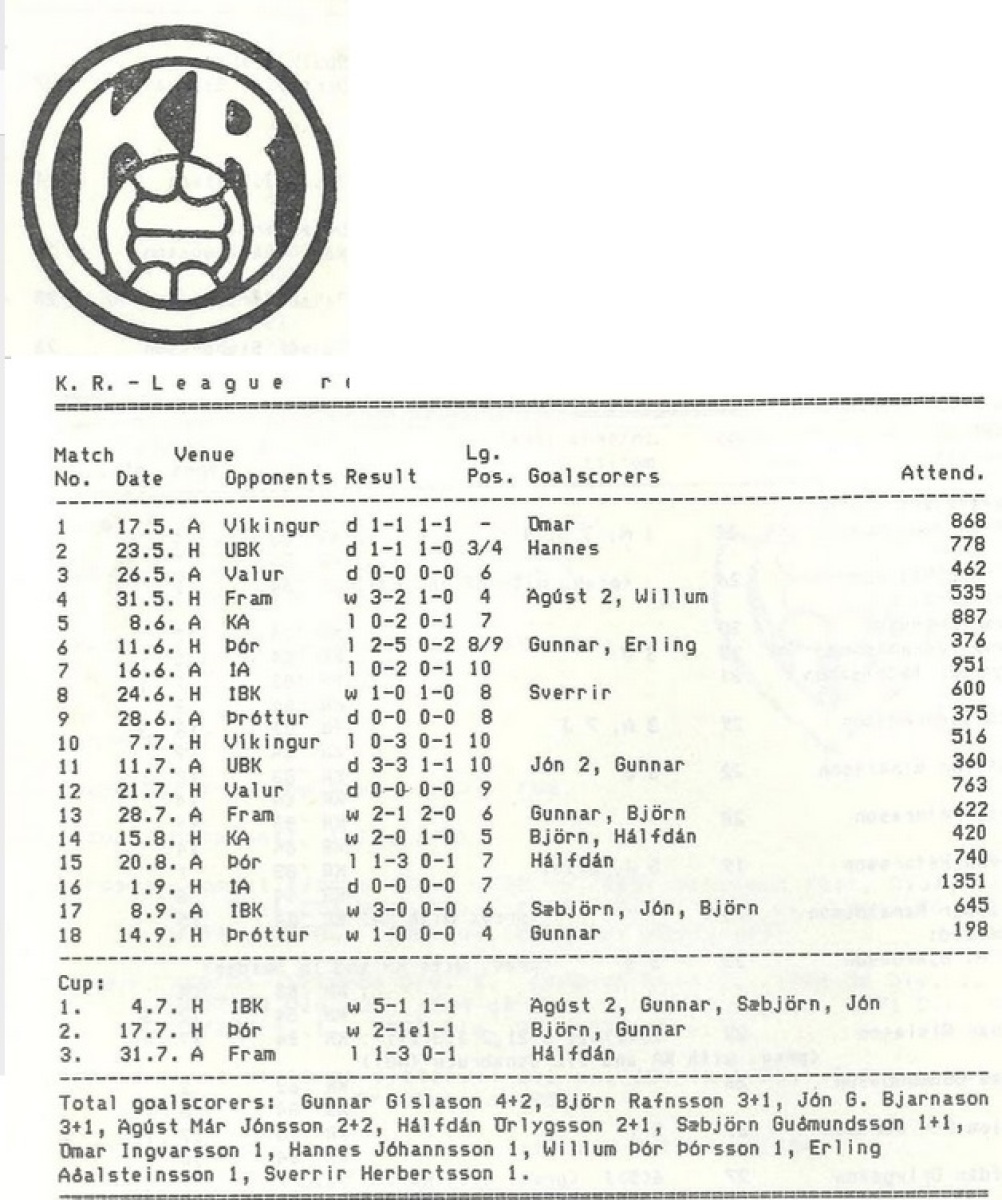 KR
K. R. - League
Match Venue Lg.
No. Date Opponents Result Pos. Goalscorers Attend.
1 17.5. A Víkingur d 1-1 1-1 - Ómar 868
2 23.5. H UBK d 1-1 1-0 3/4 Hannes 778
3 26.5. A Valur d 0-0 0-0 6 462
4 31.5. H Fram w 3-2 1-0 4 Ágúst 2, Willum 535
5 8.6. A KA l 0-2 0-1 7 887
6 11.6. H Þór l 2-5 0-2 8/9 Gunnar, Erling 376
7 16.6. A ÍA l 0-2 0-1 10 951
8 24.6. H ÍBK w 1-0 1-0 8 Sverrir 600
9 28.6. A Þróttur d 0-0 0-0 8 375
10 7.7. H Víkingur l 0-3 0-1 10 516
11 11.7. A UBK d 3-3 1-1 10 Jón 2, Gunnar 360
12 21.7. H Valur d 0-0 0-0 9 763
13 28.7. A Fram w 2-1 2-0 6 Gunnar, Björn 622
14 15.8. H KA w 2-0 1-0 5 Björn, Hálfdán 420
15 20.8. A Þór l 1-3 0-1 7 Hálfdán 740
16 1.9. H ÍA d 0-0 0-0 7 1351
17 8.9. A ÍBK w 3-0 0-0 6 Sæbjörn, Jón, Björn 645
18 14.9. H Þróttur w 1-0 0-0 4 Gunnar 198
Cup:
1. 4.7. H ÍBK w 5-1 1-1 Ágúst 2, Gunnar, Sæbjörn, Jón
2. 17.7. H Þór w 2-1e1-1 Björn, Gunnar
3. 31.7. A Fram l 1-3 0-1 Hálfdán
Total goalscorers: Gunnar Gíslason 4+2, Björn Rafnsson 3+1, Jón G. Bjarnason
3+1, Ágúst Már Jónsson 2+2, Hálfdán Örlygsson 2+1, Sæbjörn Guðmundsson 1+1,
Ómar Ingvarsson 1, Hannes Jóhannsson 1, Willum Þór Þórsson 1, Erling
Aðalsteinsson 1, Sverrir Herbertsson 1.